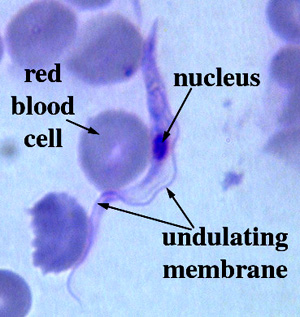 red
blood
cell
nucleus
undulating
membrane